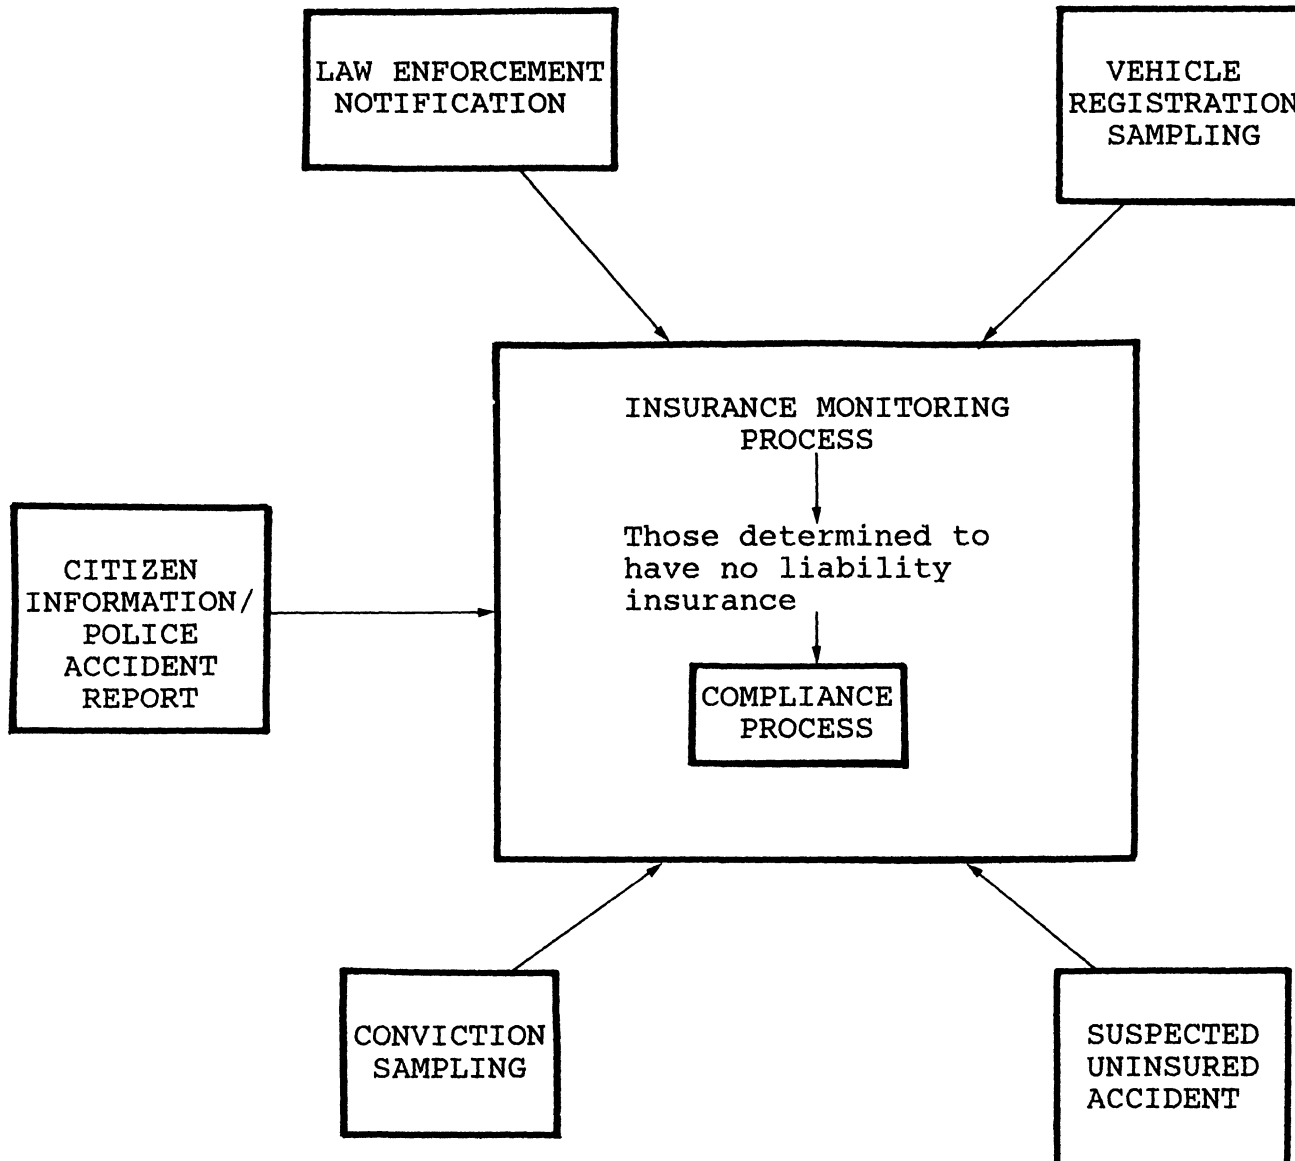 LAW ENFORCEMENT
NOTIFICATION
VEHICLE
REGISTRATION
SAMPLING
INSURANCE MONITORING
PROCESS
Those determined to
have no liability
insurance
COMPLIANCE
PROCESS
CITIZEN
INFORMATION/
POLICE
ACCIDENT
REPORT
CONVICTION
SAMPLING
SUSPECTED
UNINSURED
ACCIDENT